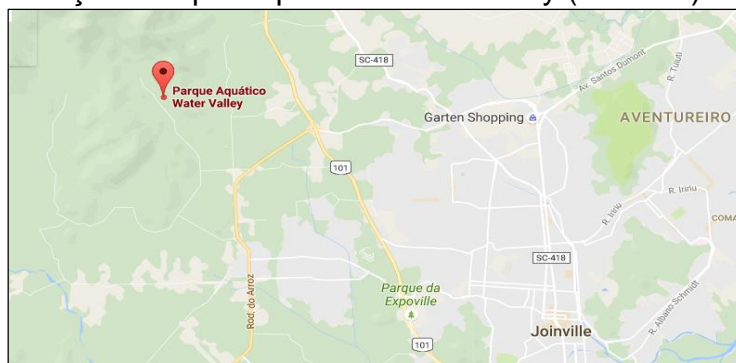 SC-418
Av. Santos Dumont
R. Tuiuti
Parque Aquático
Water Valley
Garten Shopping
AVENTUREIRO
101
R. Iririu
R. Iririu
COMA
SC-418
Rod. do Arroz
Parque da
Expoville
R. Albano Schmidt
101
Joinville